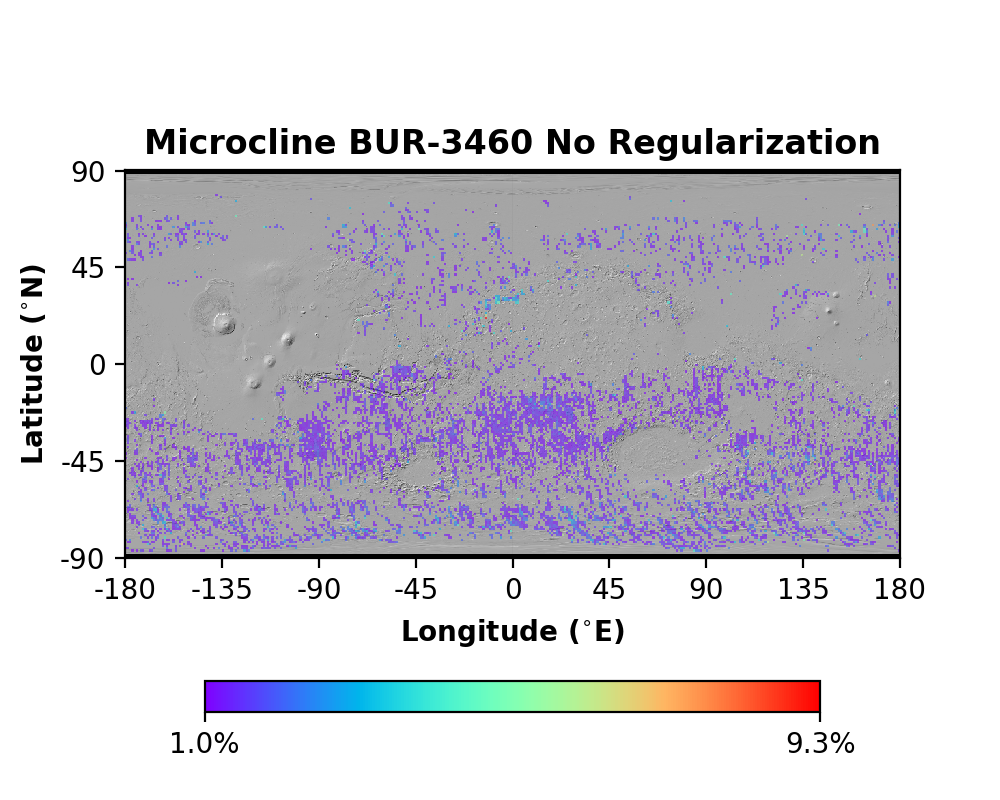 Microcline BUR-3460 No Regularization
90
45
0
-45
-90
Latitude (°N)
-180 -135 -90 -45 0 45 90 135 180
Longitude (°E)
1.0% 9.3%